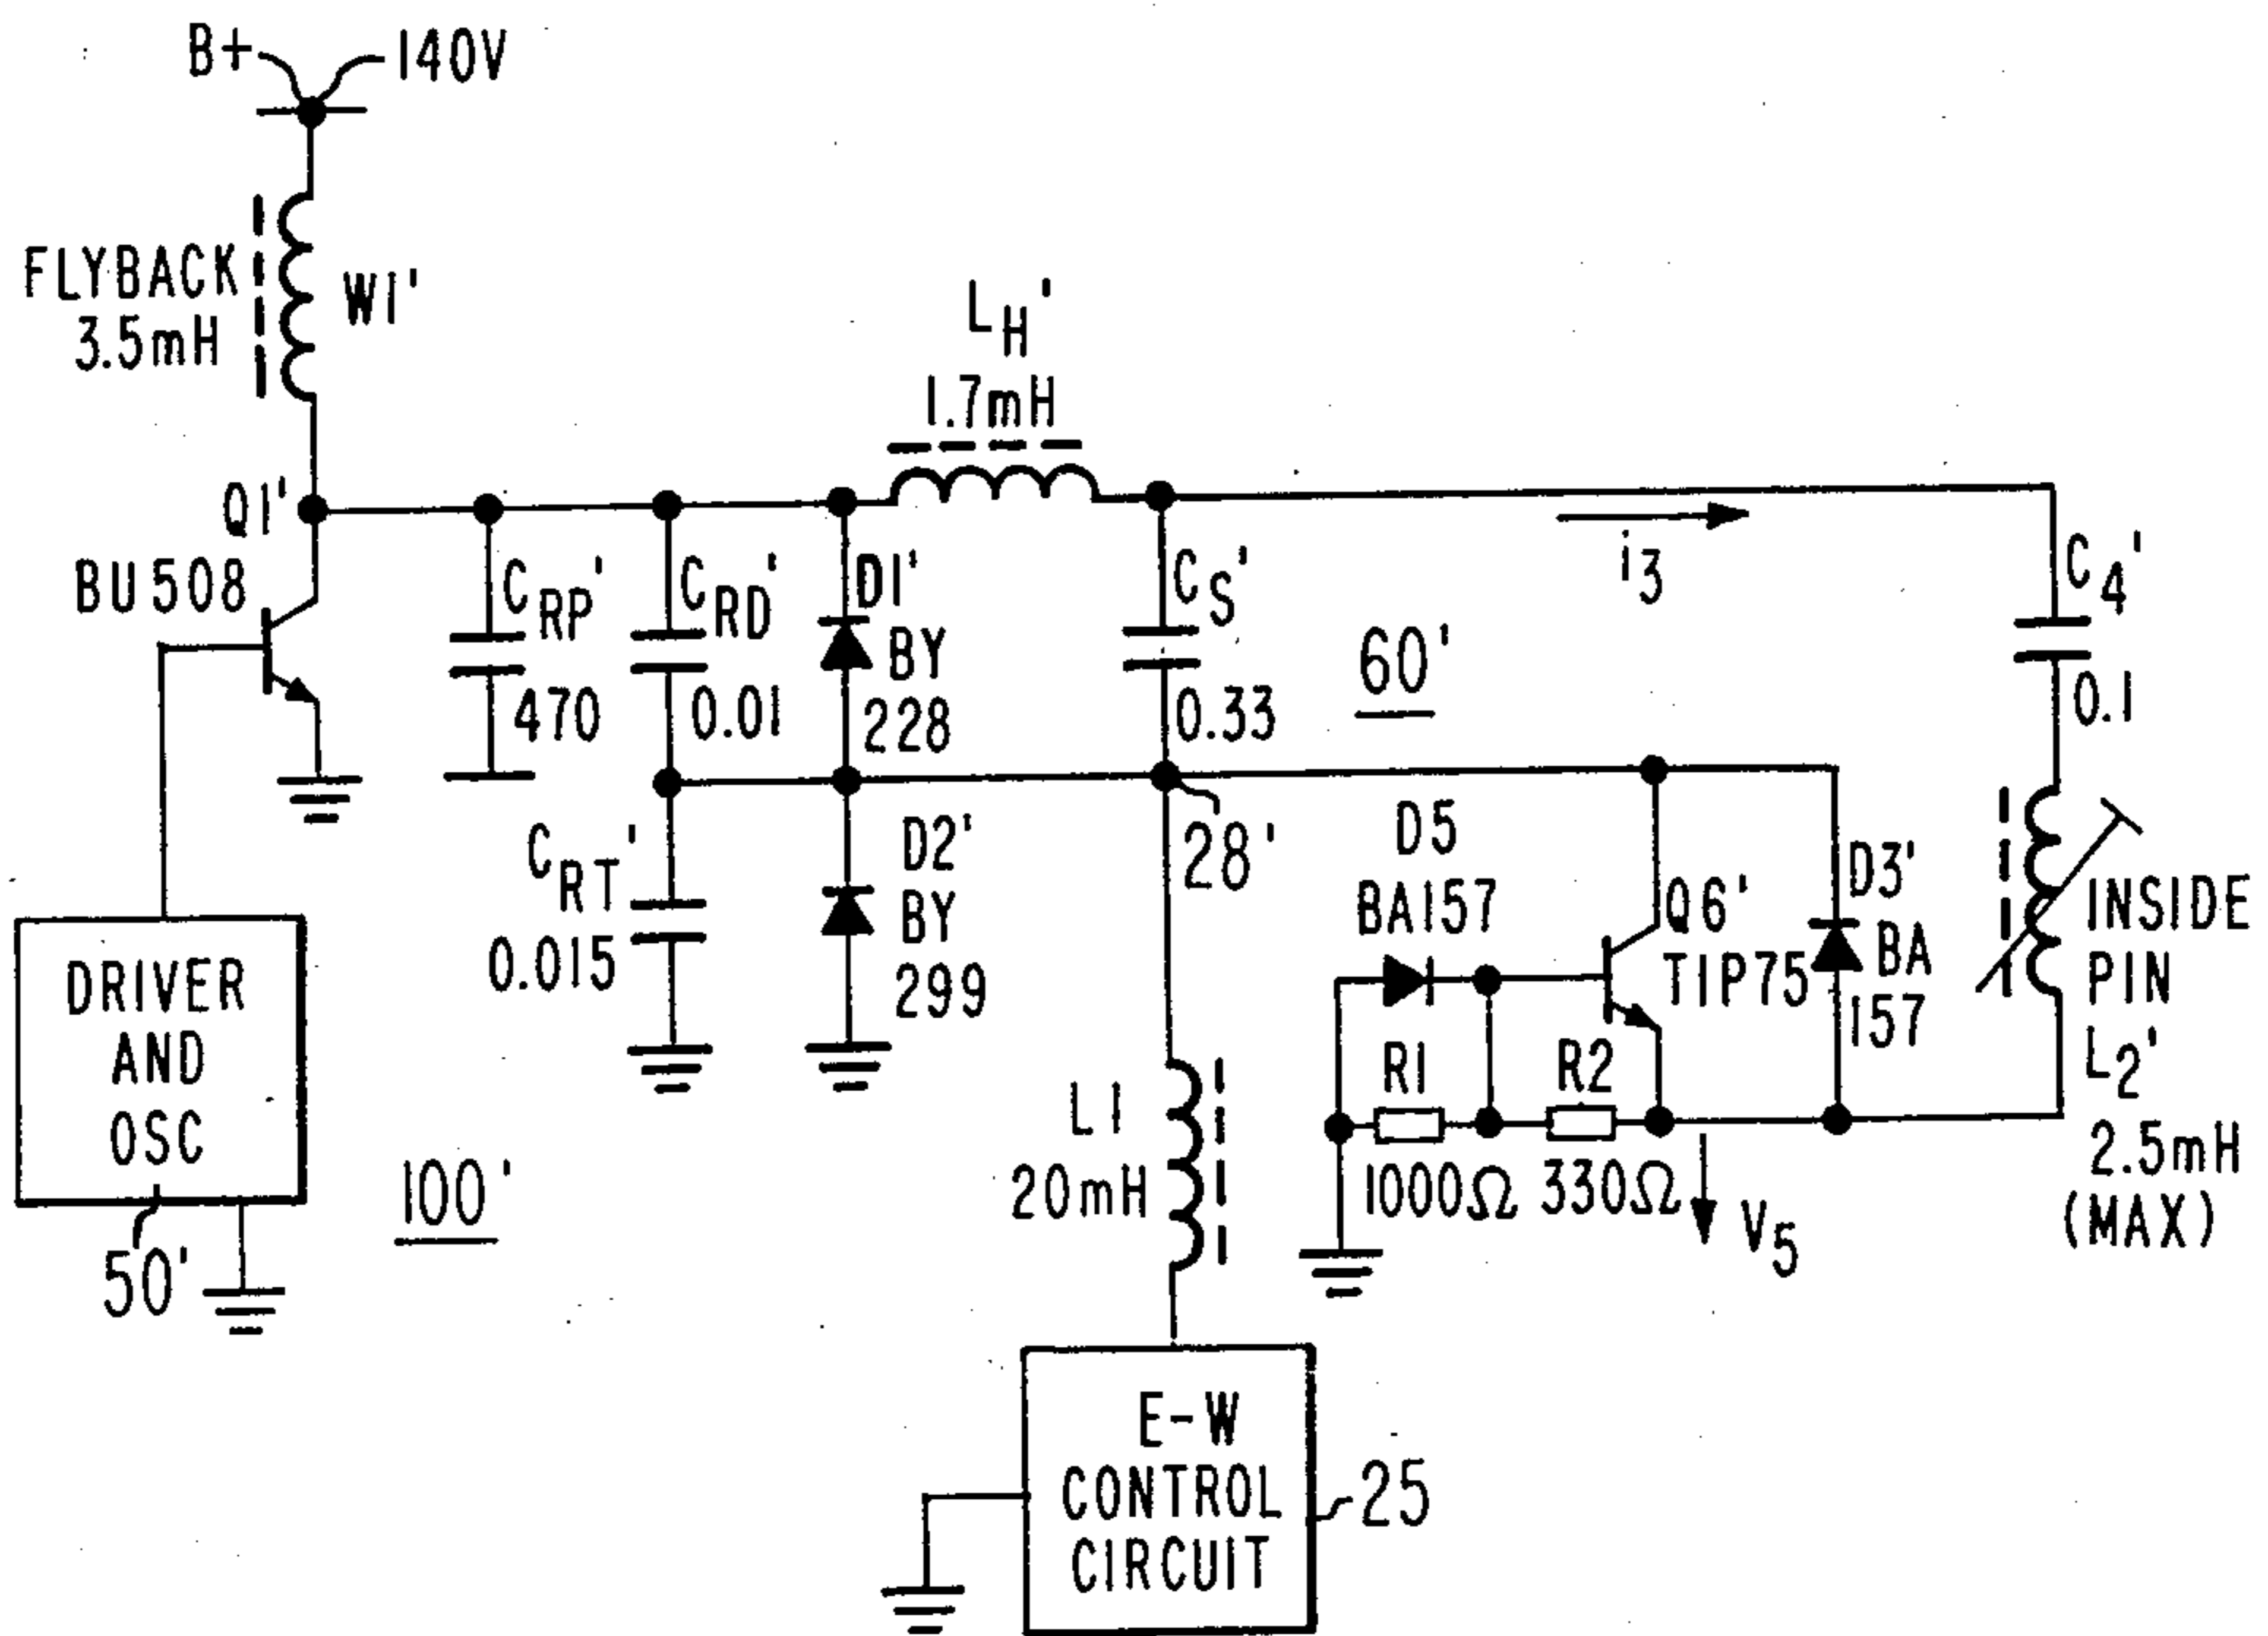 B+
140V
FLYBACK
3.5mH
W1'
L_H'
1.7mH
Q1'
BU508
C_RP'
470
C_RD'
0.01
D1'
BY
228
C_S'
0.33
60'
i_3
C_4'
0.1
C_RT'
0.015
D2'
BY
299
28'
D5
BA157
Q6'
TIP75
D3'
BA
157
INSIDE
PIN
L_2'
2.5mH
(MAX)
R1
1000Ω
R2
330Ω
V_5
L1
20mH
DRIVER
AND
OSC
50'
100'
E-W
CONTROL
CIRCUIT
25